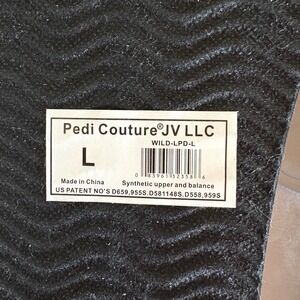 Pedi Couture® JV LLC
WILD-LPD-L
L
Made in China
Synthetic upper and balance
US PATENT NO'S D659,955S.D581148S.D558,959S